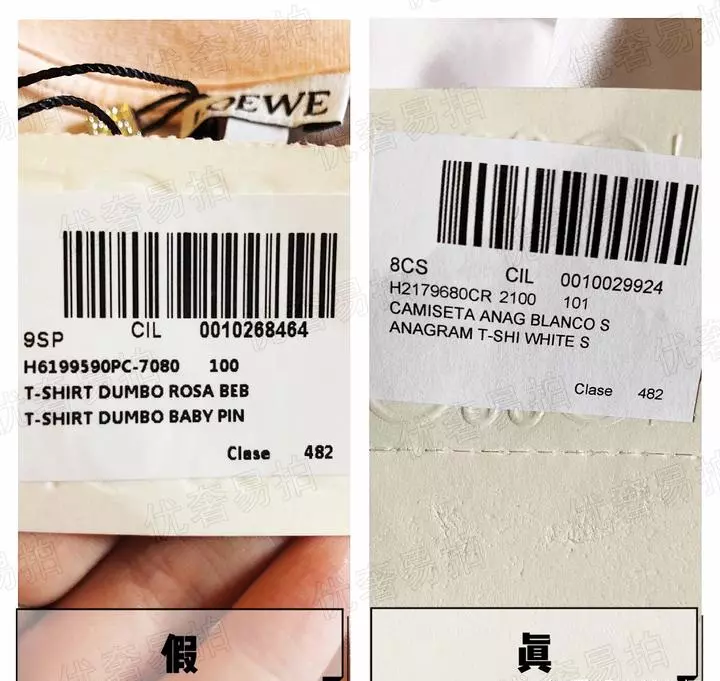 LOEWE
9SP CIL 0010268464
H6199590PC-7080 100
T-SHIRT DUMBO ROSA BEB
T-SHIRT DUMBO BABY PIN
Clase 482
假
8CS CIL 0010029924
H2179680CR 2100 101
CAMISETA ANAG BLANCO S
ANAGRAM T-SHI WHITE S
Clase 482
眞
优奢易拍